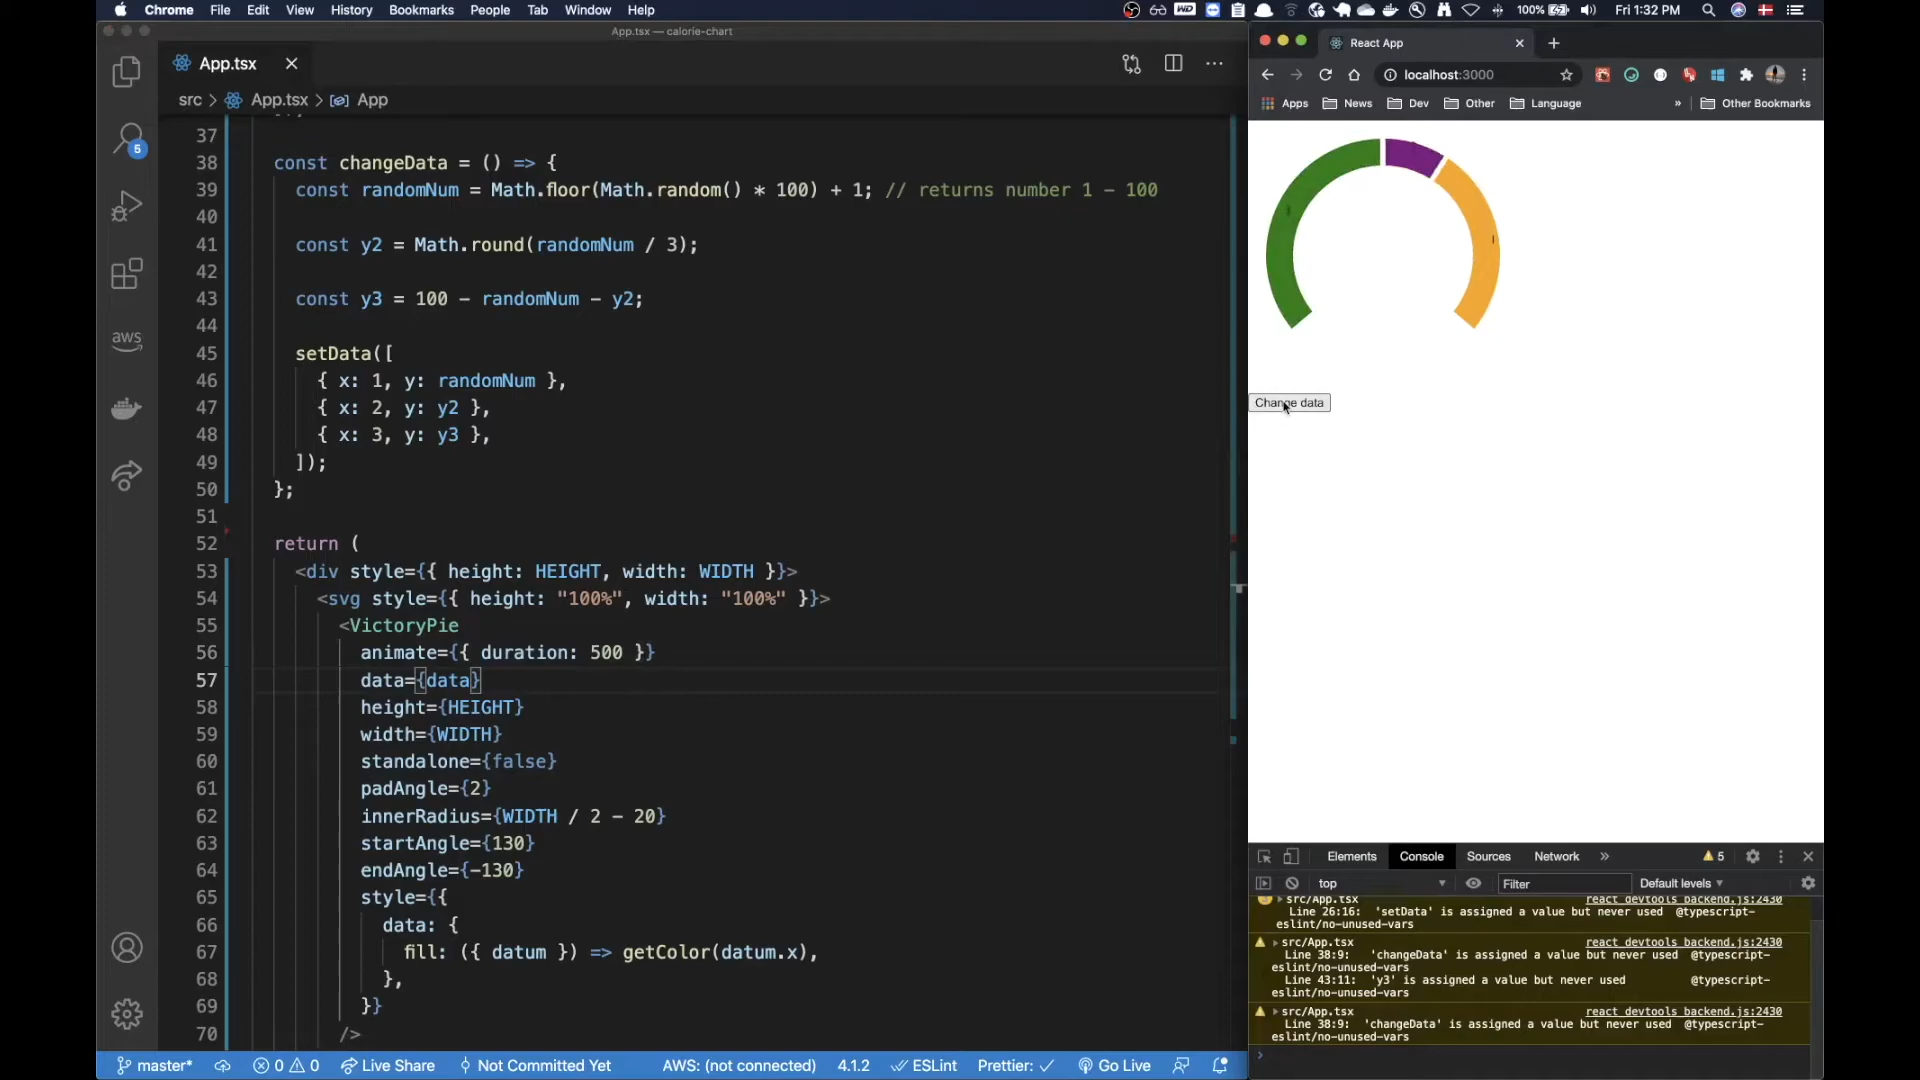 Chrome File Edit View History Bookmarks People Tab Window Help
100% Fri 1:32 PM
App.tsx — calorie-chart
App.tsx
src > App.tsx > App
37
38 const changeData = () => {
39 const randomNum = Math.floor(Math.random() * 100) + 1; // returns number 1 - 100
40
41 const y2 = Math.round(randomNum / 3);
42
43 const y3 = 100 - randomNum - y2;
44
45 setData([
46 { x: 1, y: randomNum },
47 { x: 2, y: y2 },
48 { x: 3, y: y3 },
49 ]);
50 };
51
52 return (
53 <div style={{ height: HEIGHT, width: WIDTH }}>
54 <svg style={{ height: "100%", width: "100%" }}>
55 <VictoryPie
56 animate={{ duration: 500 }}
57 data={data}
58 height={HEIGHT}
59 width={WIDTH}
60 standalone={false}
61 padAngle={2}
62 innerRadius={WIDTH / 2 - 20}
63 startAngle={130}
64 endAngle={-130}
65 style={{
66 data: {
67 fill: ({ datum }) => getColor(datum.x),
68 },
69 }}
70 />
5
aws
master* 0 0 Live Share Not Committed Yet AWS: (not connected) 4.1.2 ESLint Prettier: ✓ Go Live
React App
localhost:3000
Apps News Dev Other Language » Other Bookmarks
Change data
Elements Console Sources Network » 5
top Filter Default levels
src/App.tsx react devtools backend.js:2430
Line 26:16: 'setData' is assigned a value but never used @typescript-
eslint/no-unused-vars
src/App.tsx react devtools backend.js:2430
Line 38:9: 'changeData' is assigned a value but never used @typescript-
eslint/no-unused-vars
Line 43:11: 'y3' is assigned a value but never used @typescript-
eslint/no-unused-vars
src/App.tsx react devtools backend.js:2430
Line 38:9: 'changeData' is assigned a value but never used @typescript-
eslint/no-unused-vars